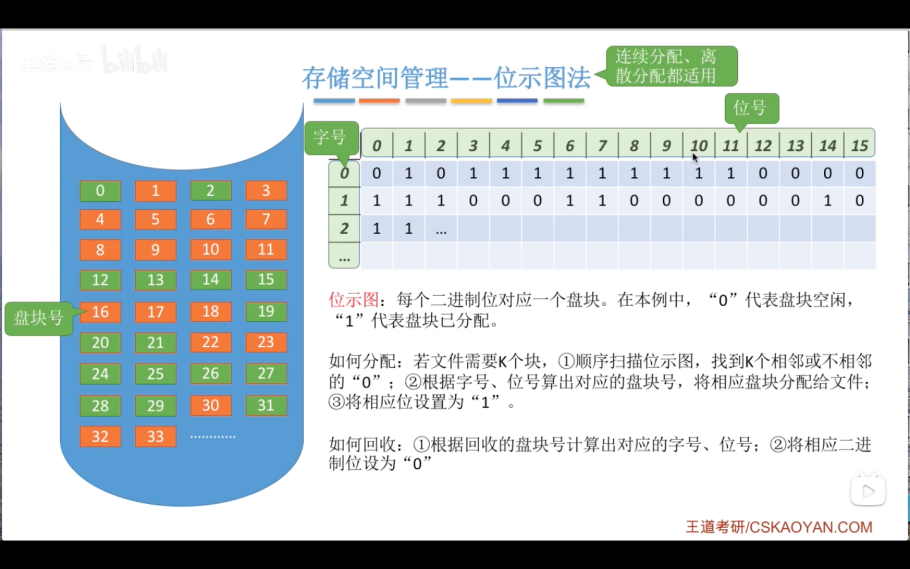 存储空间管理——位示图法
连续分配、离
散分配都适用
位号
字号
0 1 2 3 4 5 6 7 8 9 10 11 12 13 14 15
0 0 1 0 1 1 1 1 1 1 1 1 1 0 0 0 0
1 1 1 1 0 0 0 1 1 0 0 0 0 0 0 1 0
2 1 1 …
…
0 1 2 3
4 5 6 7
8 9 10 11
12 13 14 15
盘块号
16 17 18 19
20 21 22 23
24 25 26 27
28 29 30 31
32 33 …………
位示图：每个二进制位对应一个盘块。在本例中，“0”代表盘块空闲，
“1”代表盘块已分配。
如何分配：若文件需要K个块，①顺序扫描位示图，找到K个相邻或不相邻
的“0”；②根据字号、位号算出对应的盘块号，将相应盘块分配给文件；
③将相应位设置为“1”。
如何回收：①根据回收的盘块号计算出对应的字号、位号；②将相应二进
制位设为“0”
王道考研/CSKAOYAN.COM